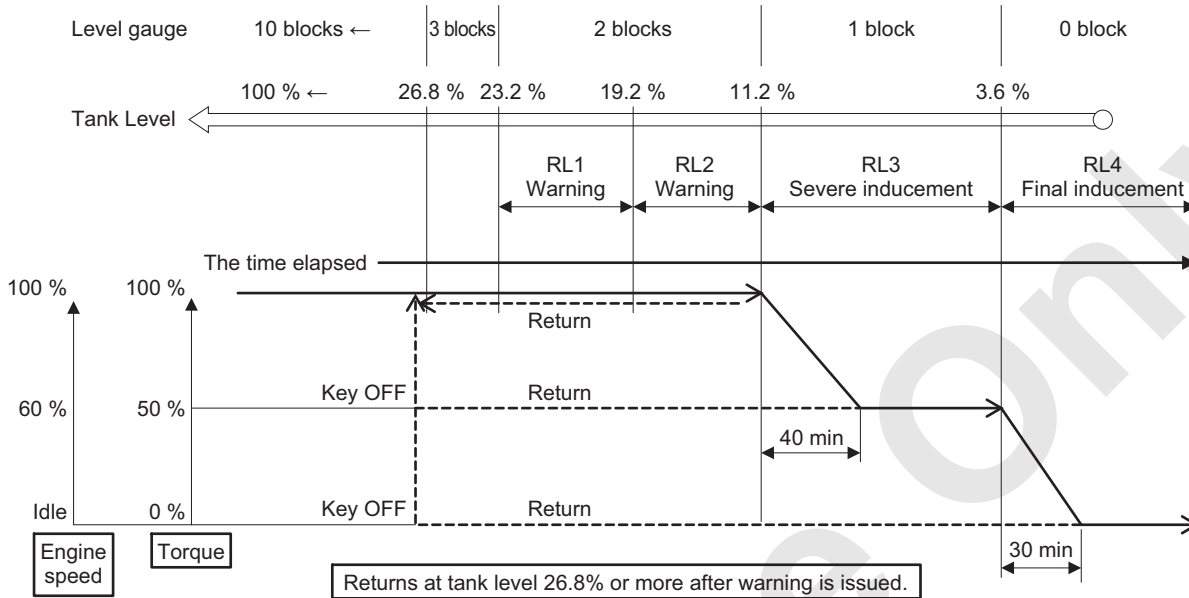 Level gauge 10 blocks ← 3 blocks 2 blocks 1 block 0 block
100 % ← 26.8 % 23.2 % 19.2 % 11.2 % 3.6 %
Tank Level
RL1 RL2 RL3 RL4
Warning Warning Severe inducement Final inducement
The time elapsed
100 % 100 %
Return
Key OFF Return
60 % 50 %
40 min
Key OFF Return
Idle 0 %
Engine speed Torque 30 min
Returns at tank level 26.8% or more after warning is issued.